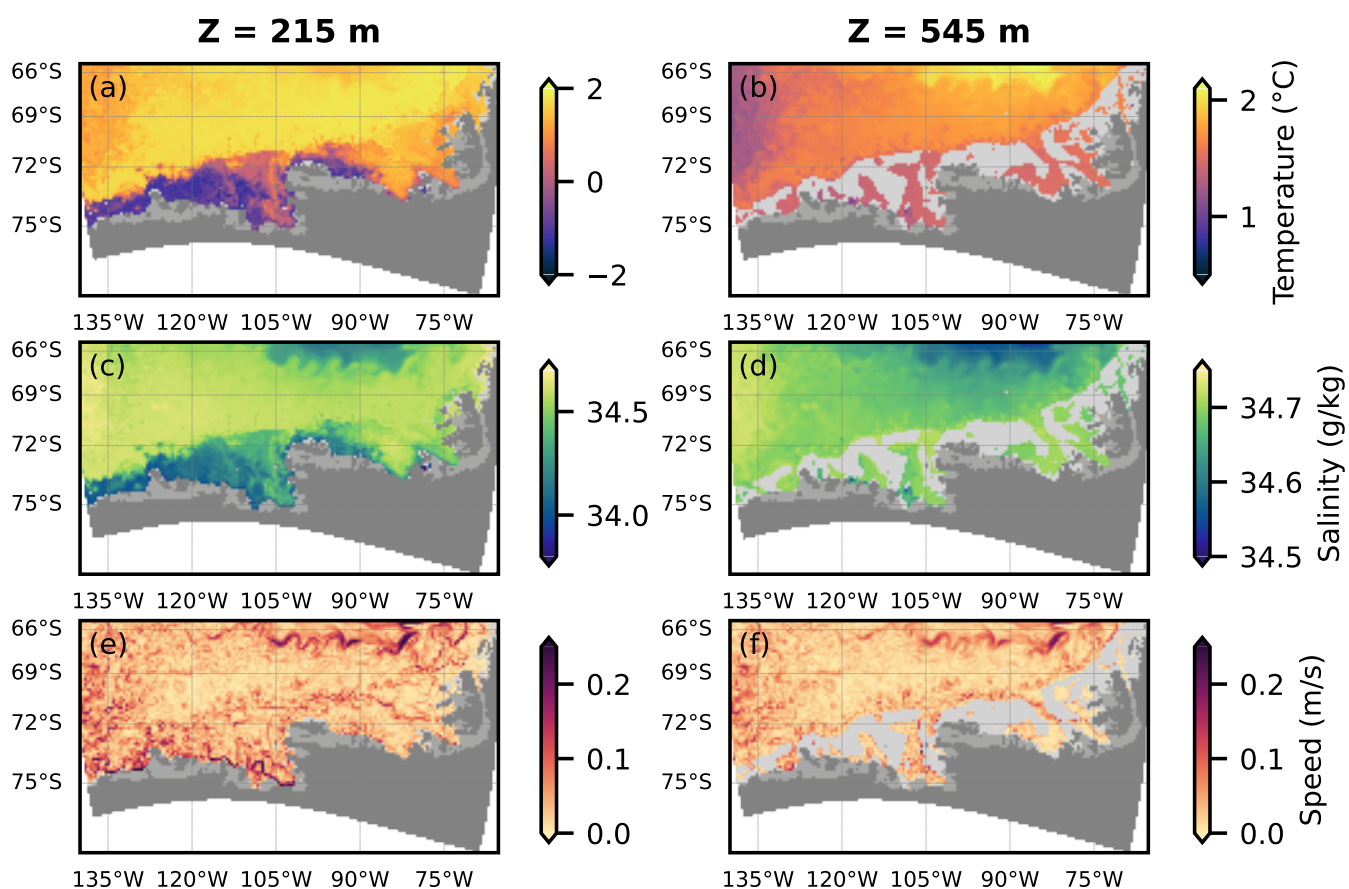 Z = 215 m
Z = 545 m
(a)
66°S
69°S
72°S
75°S
135°W 120°W 105°W 90°W 75°W
2
0
−2
(b)
66°S
69°S
72°S
75°S
135°W 120°W 105°W 90°W 75°W
2
1
Temperature (°C)
(c)
66°S
69°S
72°S
75°S
135°W 120°W 105°W 90°W 75°W
34.5
34.0
(d)
66°S
69°S
72°S
75°S
135°W 120°W 105°W 90°W 75°W
34.7
34.6
34.5
Salinity (g/kg)
(e)
66°S
69°S
72°S
75°S
135°W 120°W 105°W 90°W 75°W
0.2
0.1
0.0
(f)
66°S
69°S
72°S
75°S
135°W 120°W 105°W 90°W 75°W
0.2
0.1
0.0
Speed (m/s)